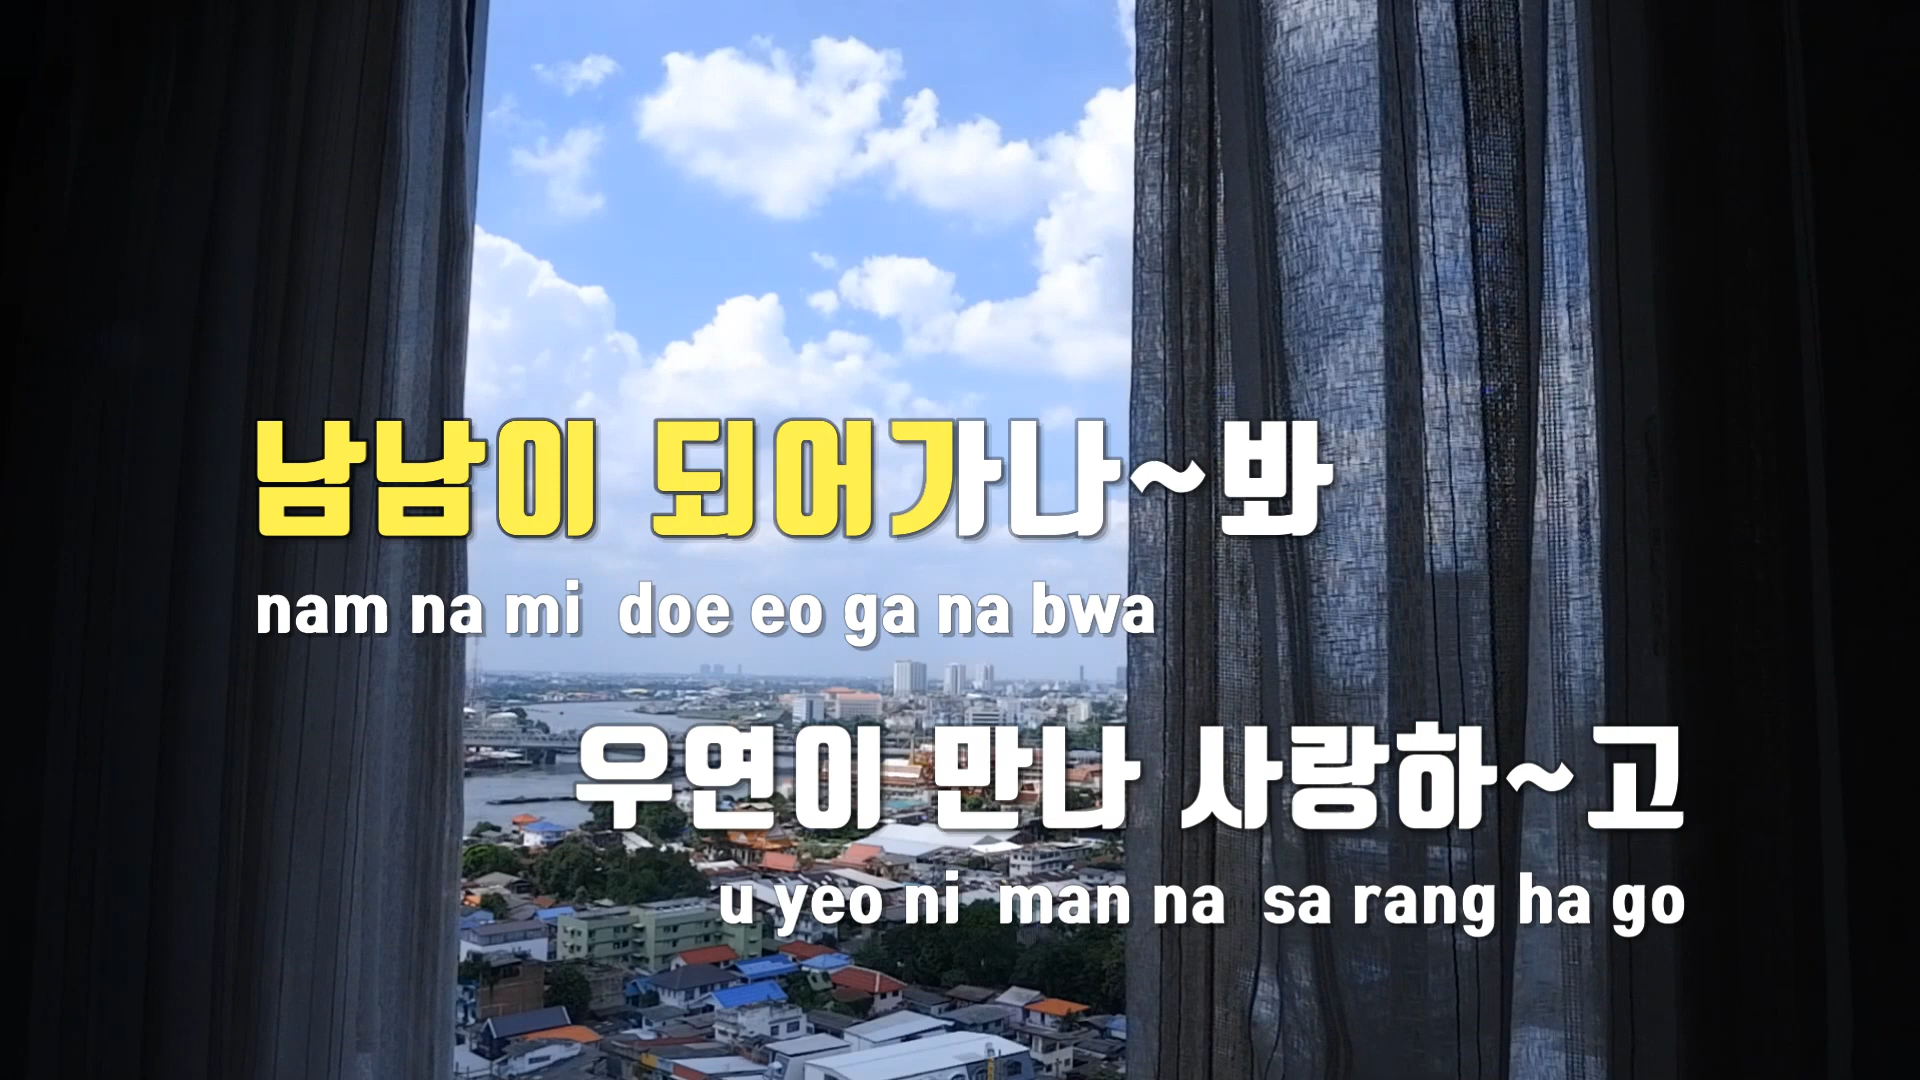 남남이 되어가나~봐
nam na mi doe eo ga na bwa
우연이 만나 사랑하~고
u yeo ni man na sa rang ha go